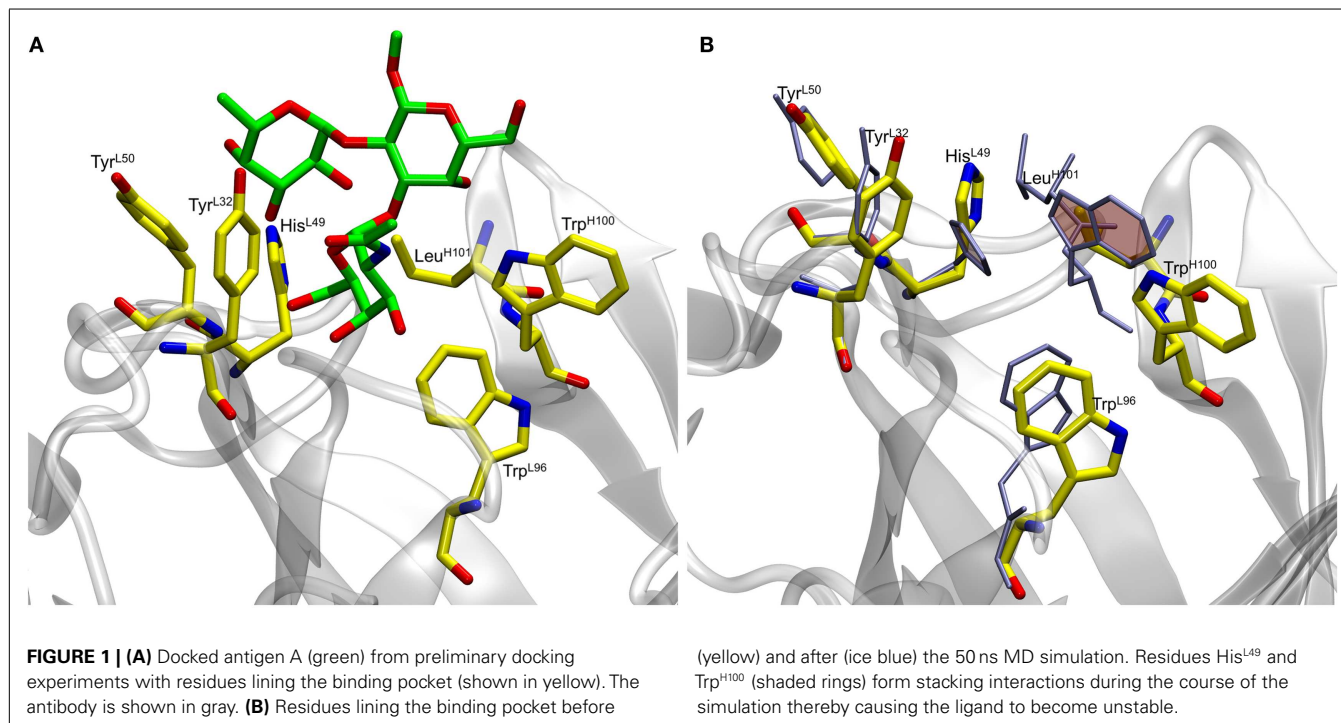 A
Tyr^L50
Tyr^L32
His^L49
Leu^H101
Trp^H100
Trp^L96
B
Tyr^L50
Tyr^L32
His^L49
Leu^H101
Trp^H100
Trp^L96
FIGURE 1 | (A) Docked antigen A (green) from preliminary docking
experiments with residues lining the binding pocket (shown in yellow). The
antibody is shown in gray. (B) Residues lining the binding pocket before
(yellow) and after (ice blue) the 50 ns MD simulation. Residues His^L49 and
Trp^H100 (shaded rings) form stacking interactions during the course of the
simulation thereby causing the ligand to become unstable.